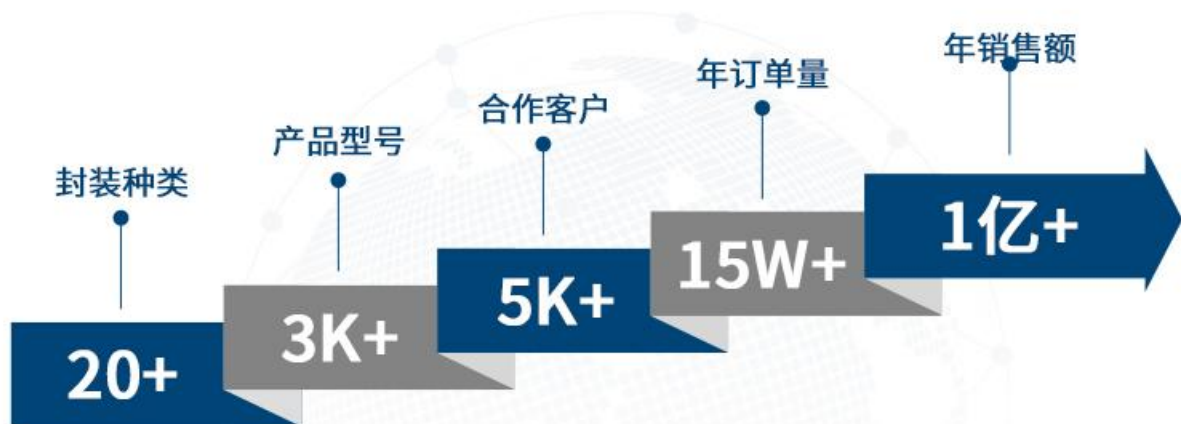 封装种类
20+
产品型号
3K+
合作客户
5K+
年订单量
15W+
年销售额
1亿+